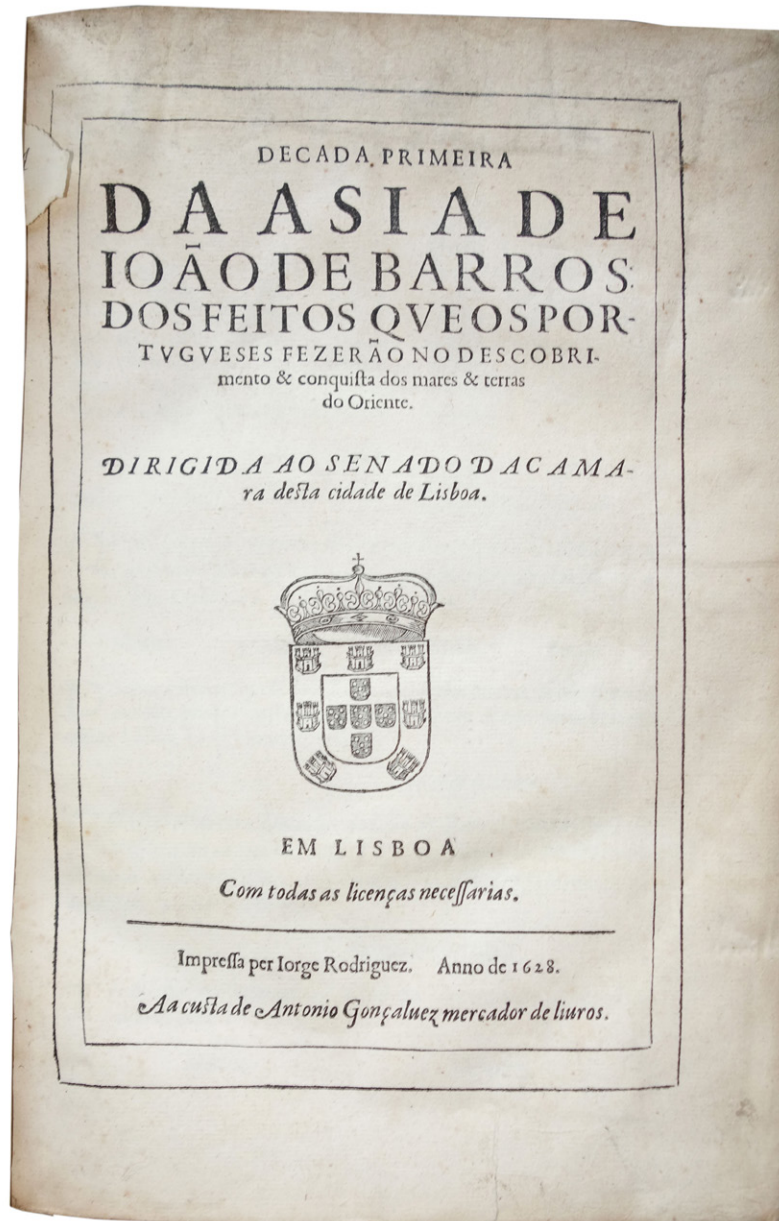 DECADA PRIMEIRA
DA ASIA DE
IOÃO DE BARROS:
DOS FEITOS QVE OS POR-
TVGVESES FEZERÃO NO DESCOBRI-
mento & conquiſta dos mares & terras
do Oriente.
DIRIGIDA AO SENADO DA CAMA-
ra deſta cidade de Lisboa.
EM LISBOA
Com todas as licenças neceſſarias.
Impreſſa per Iorge Rodriguez. Anno de 1628.
Aa cuſta de Antonio Gonçaluez mercador de liuros.